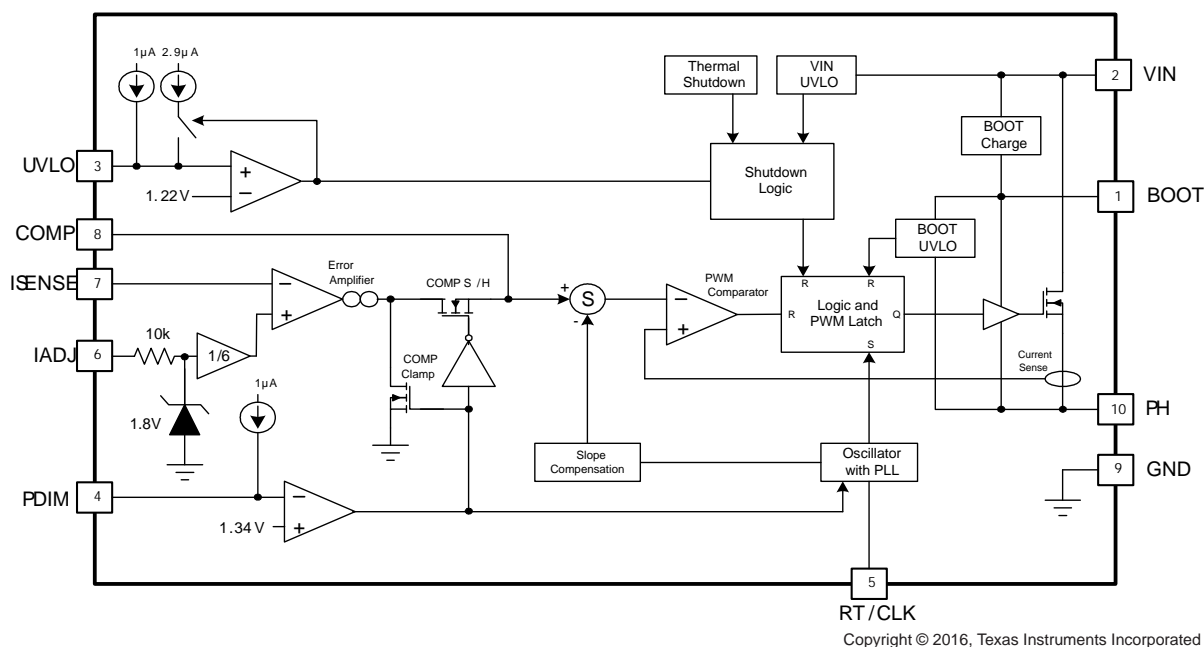 1µA
2.9µA
Thermal
Shutdown
VIN
UVLO
2
VIN
BOOT
Charge
UVLO
3
+
−
1.22V
Shutdown
Logic
1
BOOT
COMP
8
BOOT
UVLO
ISENSE
7
Error
Amplifier
COMP S/H
−
+
+
S
-
PWM
Comparator
−
+
R
R
R
Logic and
PWM Latch
Q
S
10k
IADJ
6
1/6
COMP
Clamp
Current
Sense
1µA
1.8V
10
PH
Slope
Compensation
Oscillator
with PLL
9
GND
PDIM
4
−
+
1.34V
5
RT/CLK
Copyright © 2016, Texas Instruments Incorporated